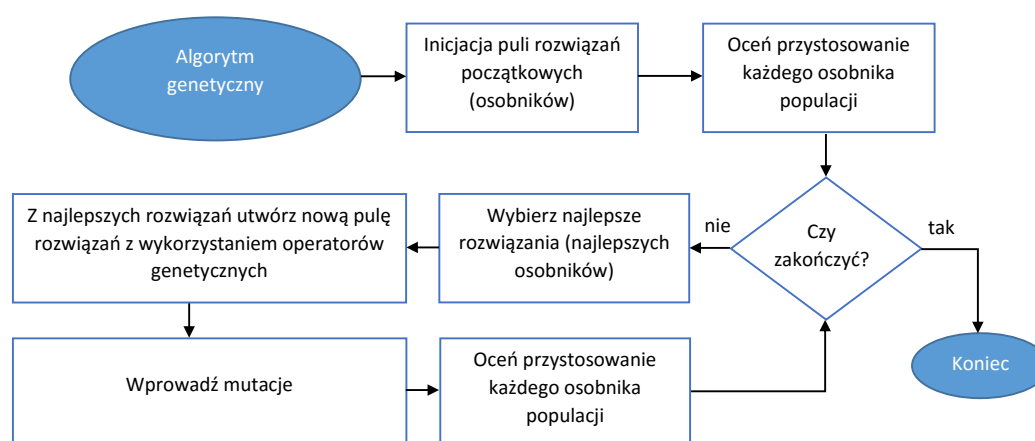 Algorytm
genetyczny
Inicjacja puli rozwiązań
początkowych
(osobników)
Oceń przystosowanie
każdego osobnika
populacji
Czy
zakończyć?
tak
Koniec
nie
Wybierz najlepsze
rozwiązania (najlepszych
osobników)
Z najlepszych rozwiązań utwórz nową pulę
rozwiązań z wykorzystaniem operatorów
genetycznych
Wprowadź mutacje
Oceń przystosowanie
każdego osobnika
populacji